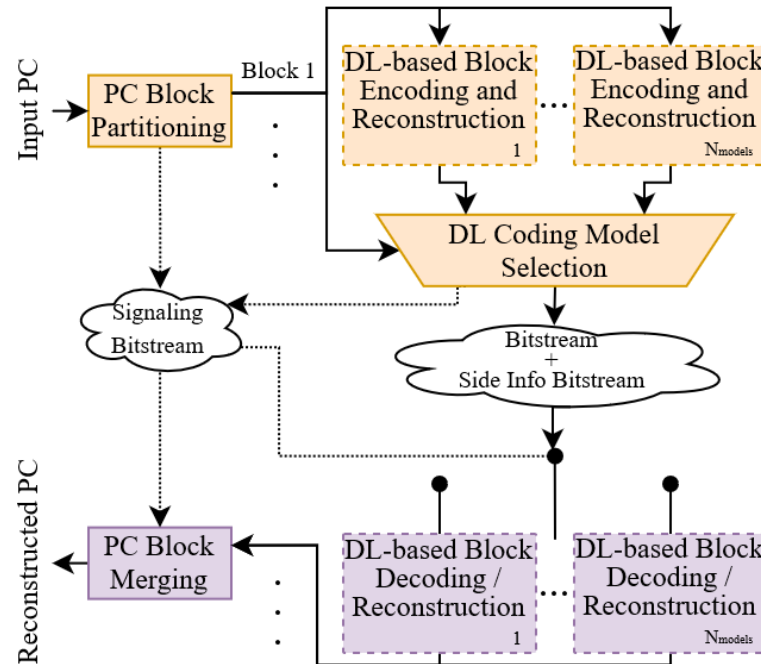 Input PC
PC Block
Partitioning
Block 1
DL-based Block
Encoding and
Reconstruction
1
DL-based Block
Encoding and
Reconstruction
Nmodels
DL Coding Model
Selection
Signaling
Bitstream
Bitstream
+
Side Info Bitstream
Reconstructed PC
PC Block
Merging
DL-based Block
Decoding /
Reconstruction
1
DL-based Block
Decoding /
Reconstruction
Nmodels